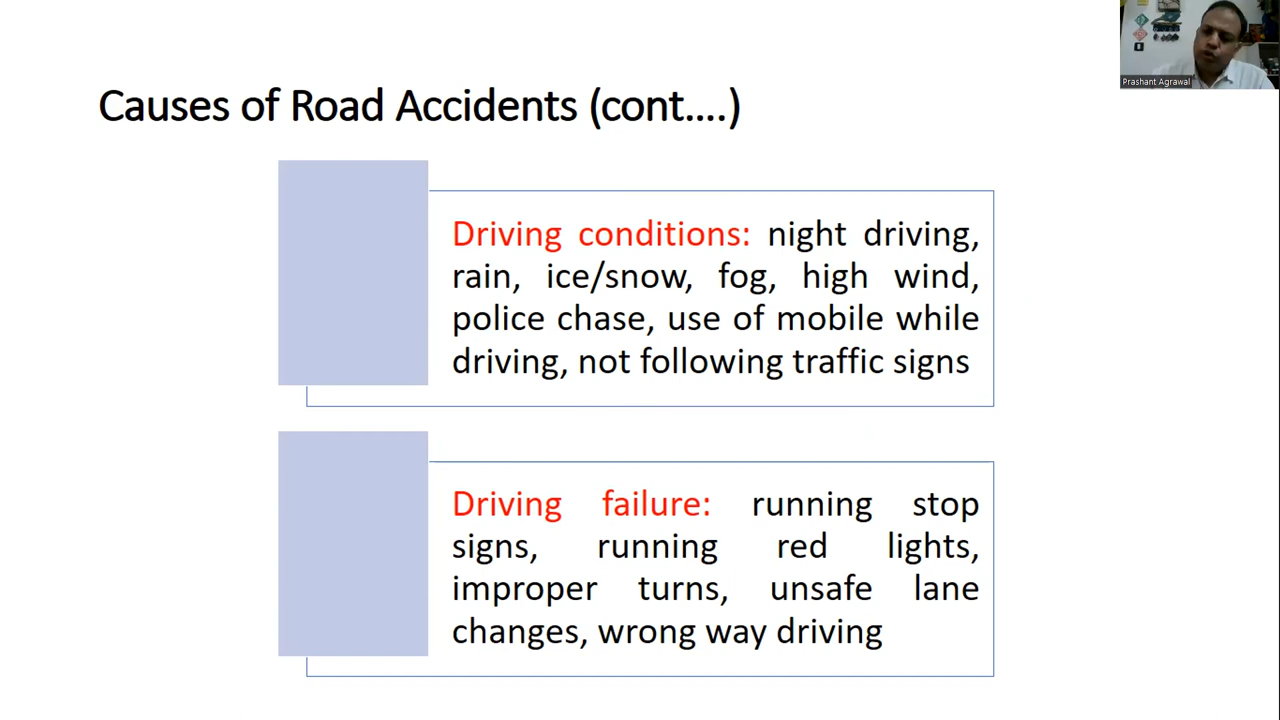 Prashant Agrawal
Causes of Road Accidents (cont....)
Driving conditions: night driving,
rain, ice/snow, fog, high wind,
police chase, use of mobile while
driving, not following traffic signs
Driving failure: running stop
signs, running red lights,
improper turns, unsafe lane
changes, wrong way driving